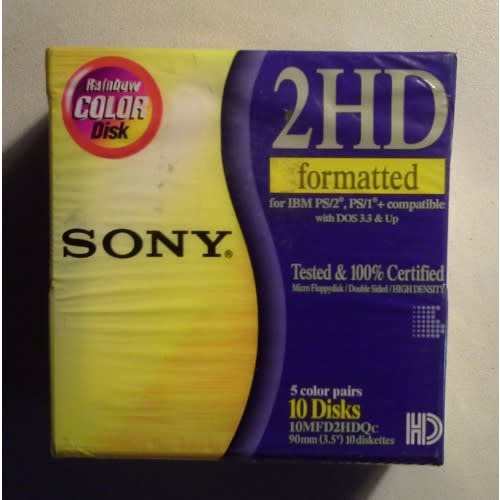 Rainbow
COLOR
Disk
SONY®
2HD
formatted
for IBM PS/2®, PS/1®+ compatible
with DOS 3.3 & Up
Tested & 100% Certified
Micro Floppydisk / Double Sided / HIGH DENSITY
5 color pairs
10 Disks
10MFD2HDQc
90mm (3.5") 10 diskettes
HD